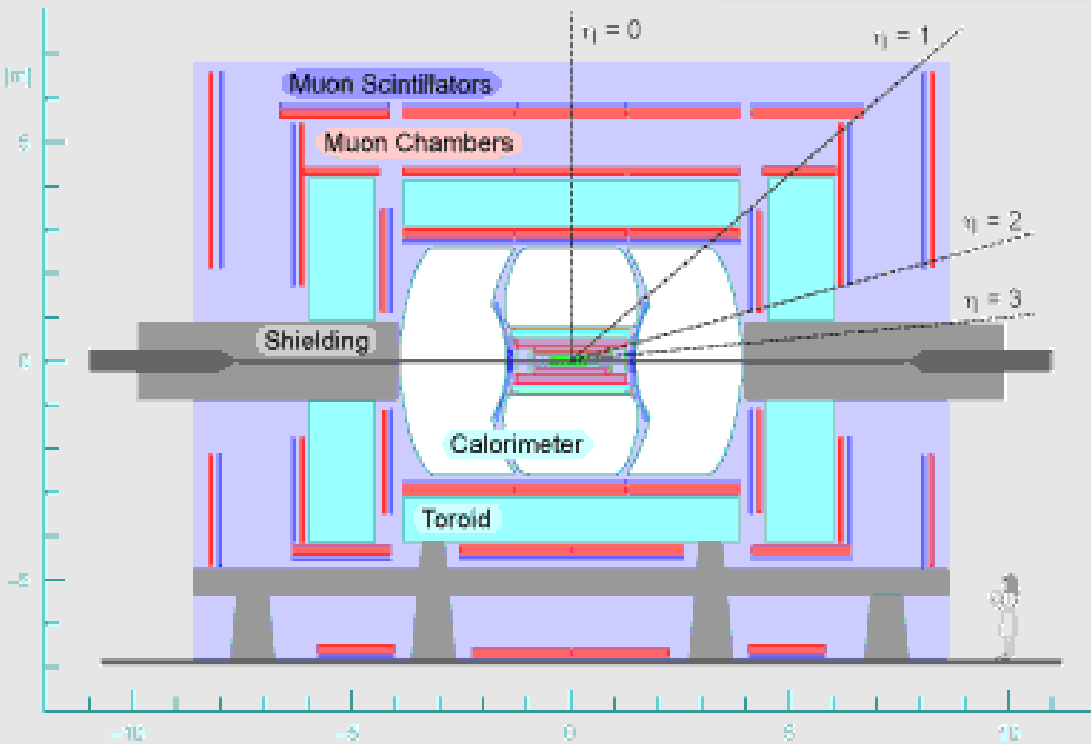 η = 0
η = 1
[m]
Muon Scintillators
5
Muon Chambers
η = 2
η = 3
Shielding
0
Calorimeter
Toroid
-5
-10
-5
0
5
10